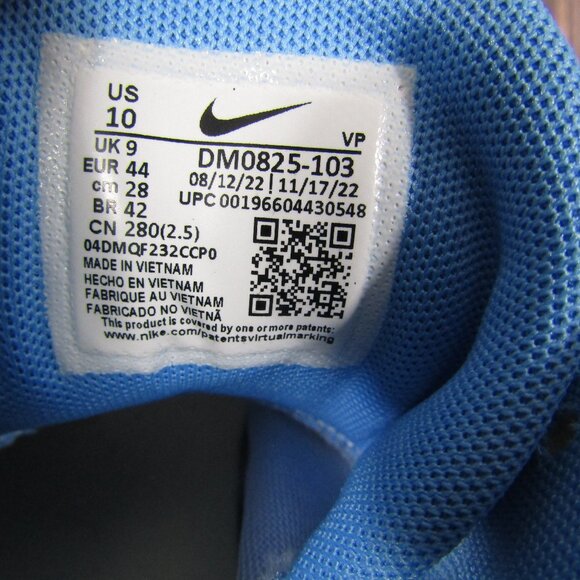 US
10
UK 9
EUR 44
cm 28
BR 42
CN 280(2.5)
VP
DM0825-103
08/12/22 | 11/17/22
UPC 00196604430548
04DMQF232CCP0
MADE IN VIETNAM
HECHO EN VIETNAM
FABRIQUE AU VIETNAM
FABRICADO NO VIETNÃ
This product is covered by one or more patents:
www.nike.com/patentsvirtualmarking